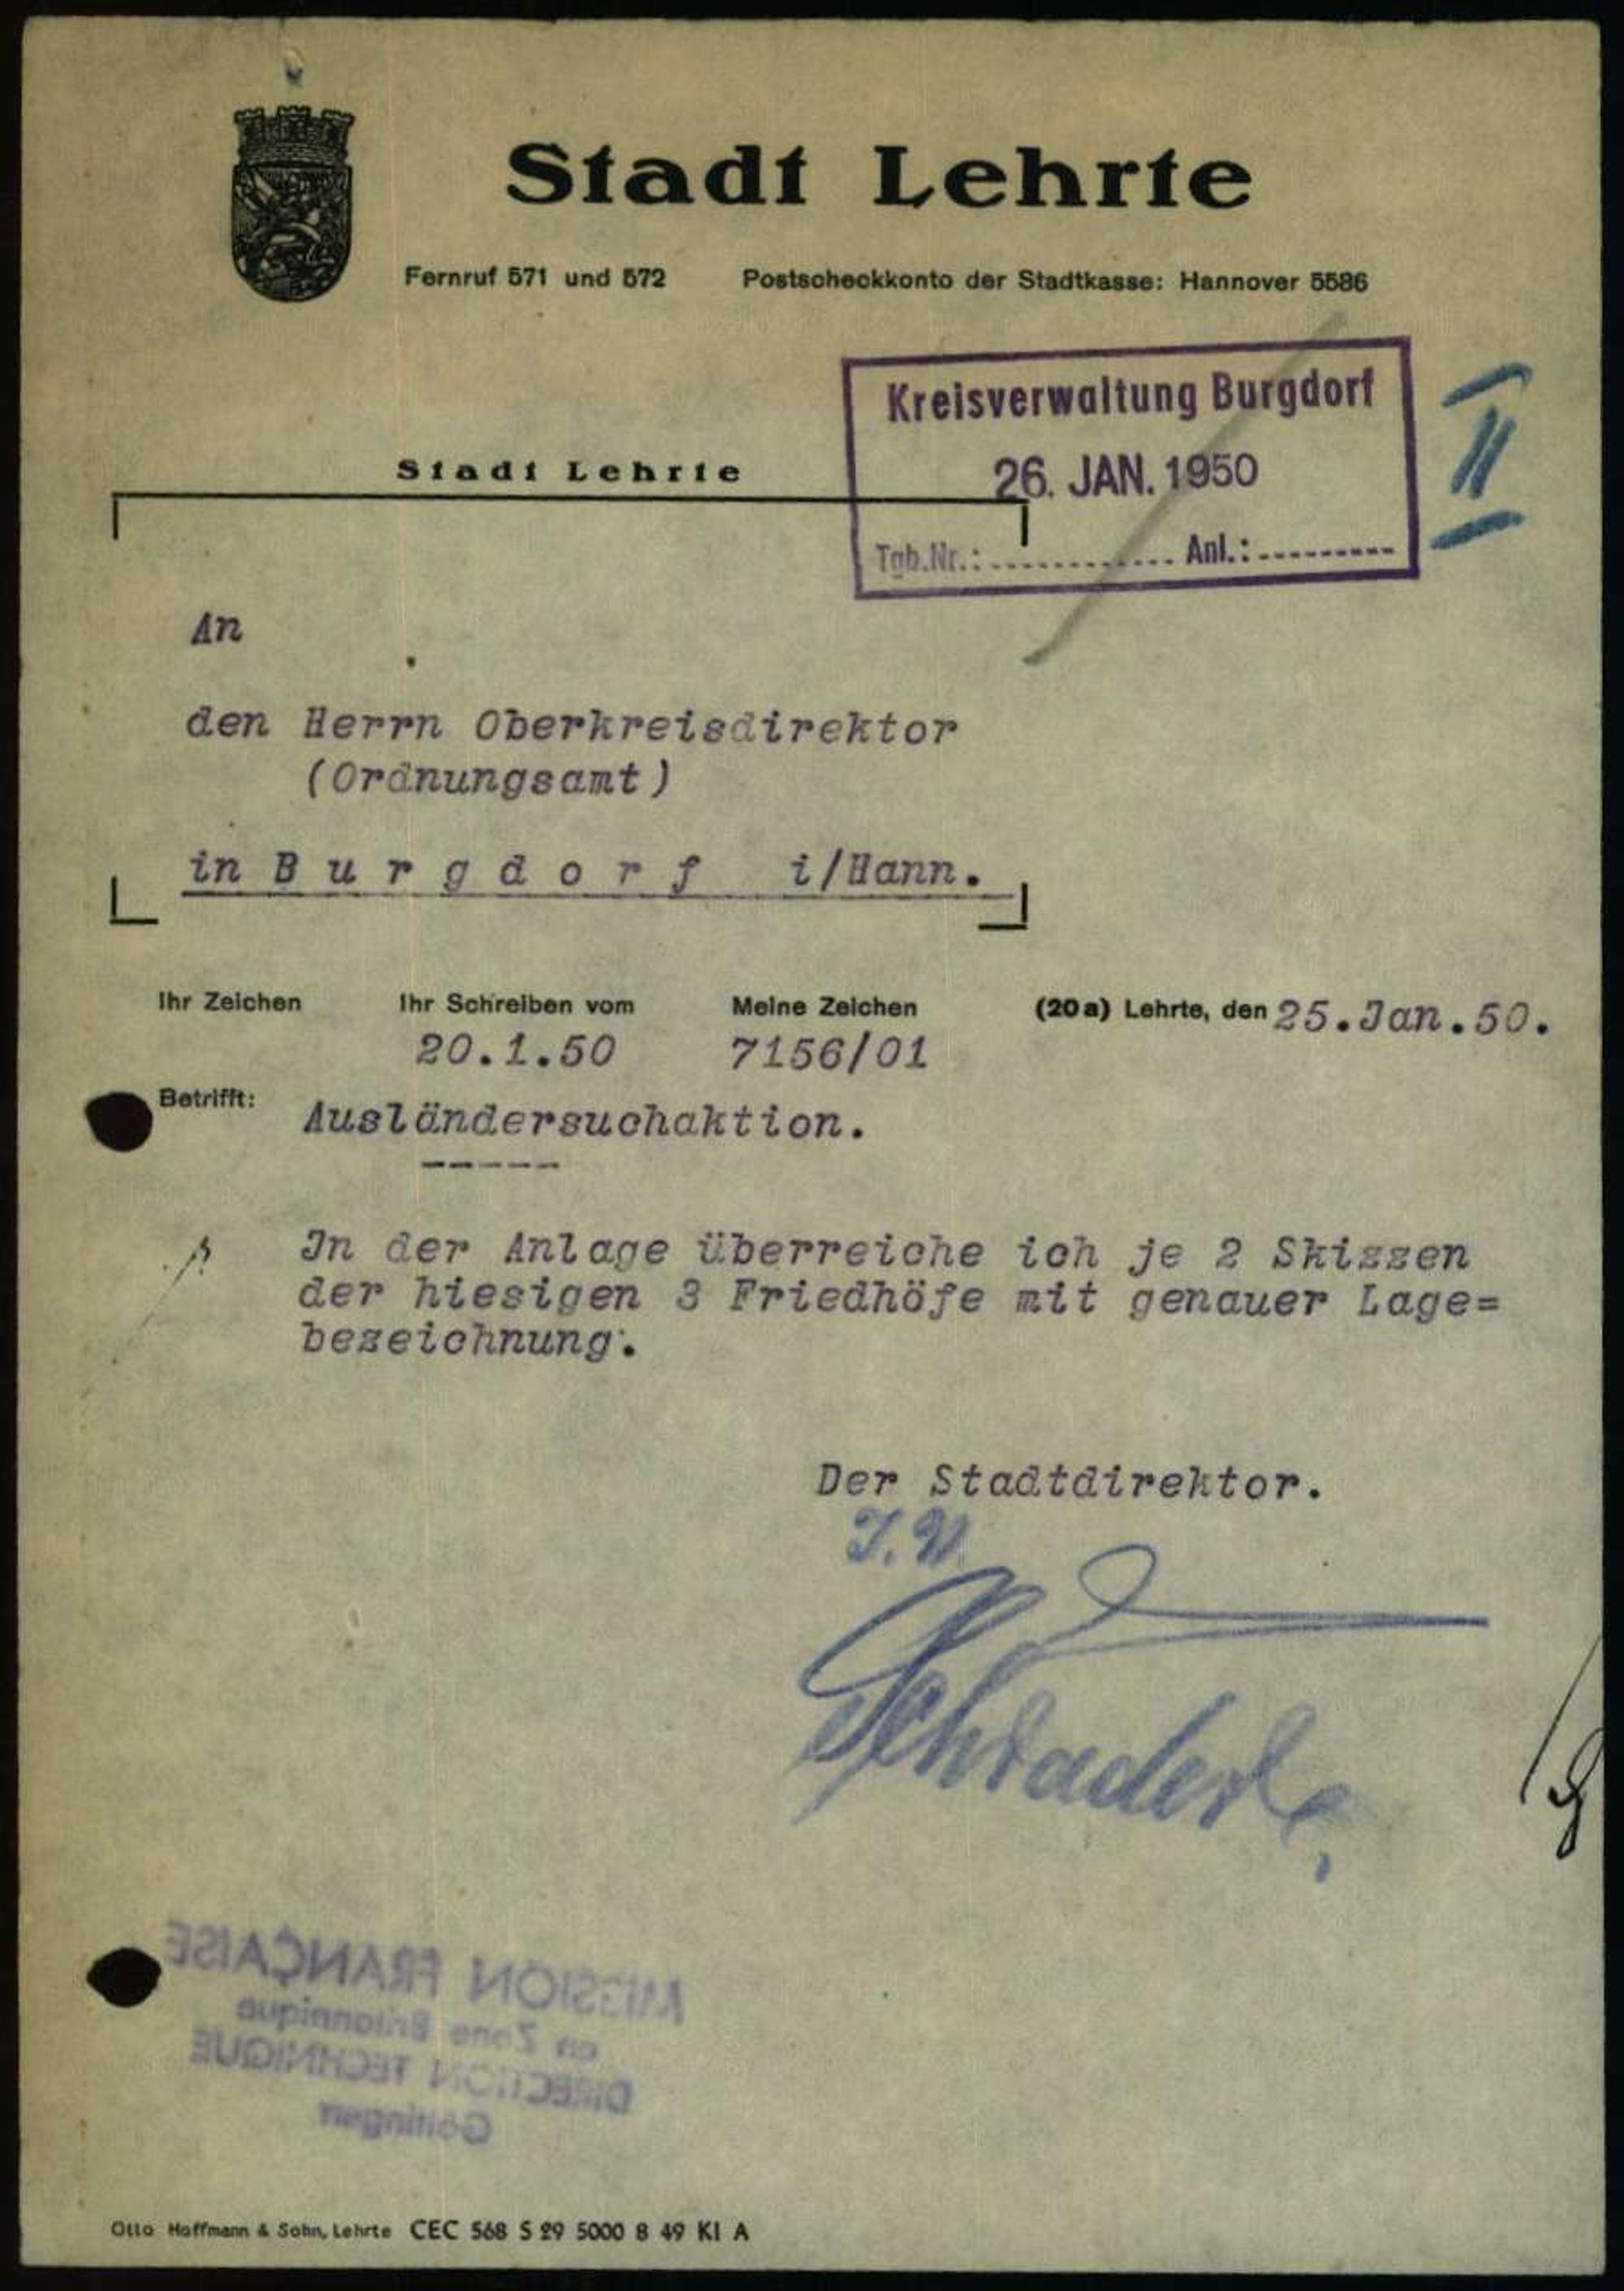 Stadt Lehrte
Fernruf 571 und 572 Postscheckkonto der Stadtkasse: Hannover 5586
Kreisverwaltung Burgdorf
26. JAN. 1950
Tgb.Nr.: ............. Anl.: ----------
II
Stadt Lehrte
An
den Herrn Oberkreisdirektor
(Ordnungsamt)
in B u r g d o r f i/Hann.
Ihr Zeichen Ihr Schreiben vom Meine Zeichen (20a) Lehrte, den 25.Jan.50.
20.1.50 7156/01
Betrifft: Ausländersuchaktion.
-----
In der Anlage überreiche ich je 2 Skizzen
der hiesigen 3 Friedhöfe mit genauer Lage=
bezeichnung.
Der Stadtdirektor.
I.V.
Schrader
MISSION FRANÇAISE
en Zone Britannique
DIRECTION TECHNIQUE
Göttingen
Otto Hoffmann & Sohn, Lehrte CEC 568 S 29 5000 8 49 Kl A